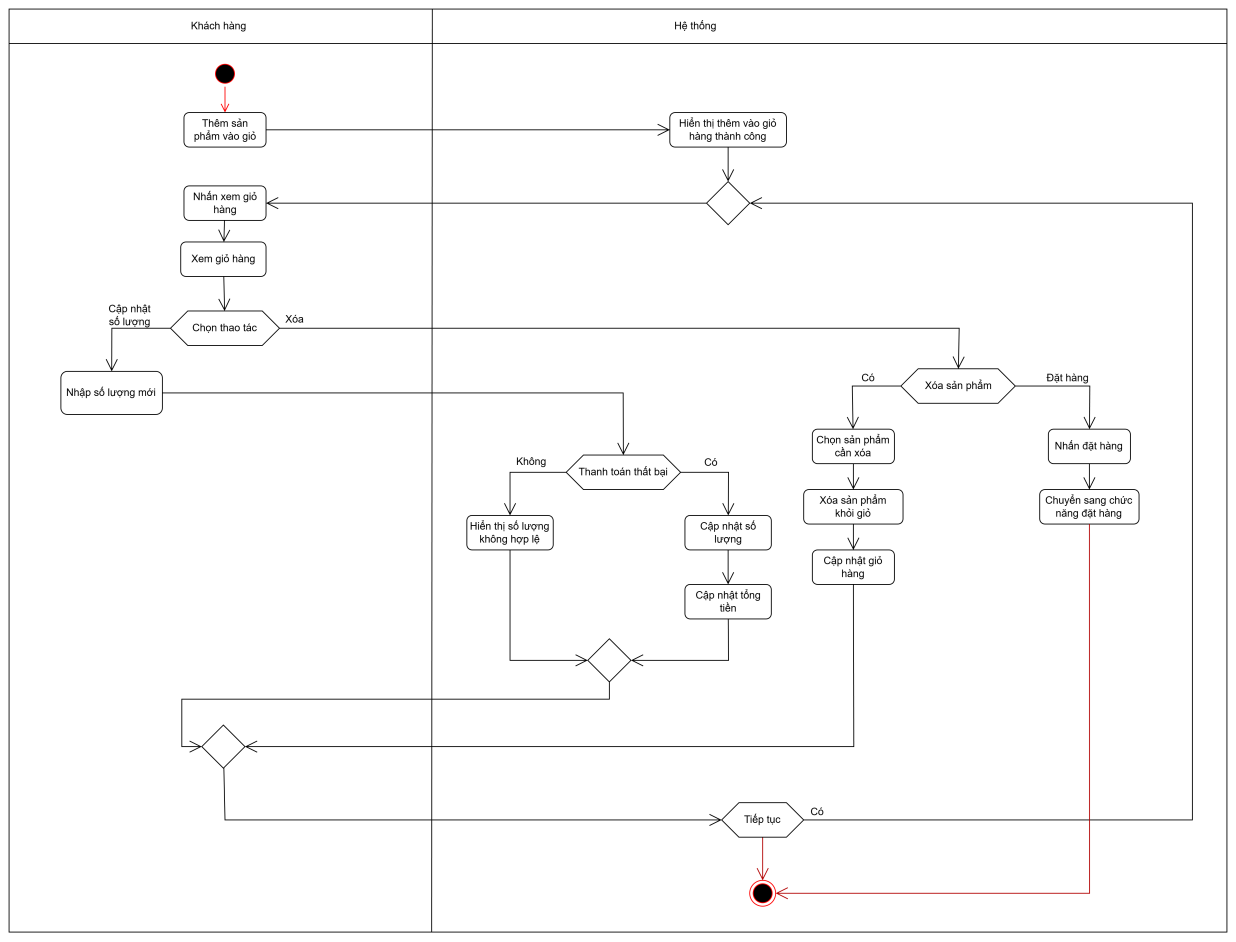 Khách hàng
Hệ thống
Thêm sản
phẩm vào giỏ
Hiển thị thêm vào giỏ
hàng thành công
Nhấn xem giỏ
hàng
Xem giỏ hàng
Cập nhật
số lượng
Chọn thao tác
Xóa
Nhập số lượng mới
Có
Xóa sản phẩm
Đặt hàng
Chọn sản phẩm
cần xóa
Nhấn đặt hàng
Không
Thanh toán thất bại
Có
Xóa sản phẩm
khỏi giỏ
Chuyển sang chức
năng đặt hàng
Hiển thị số lượng
không hợp lệ
Cập nhật số
lượng
Cập nhật giỏ
hàng
Cập nhật tổng
tiền
Tiếp tục
Có